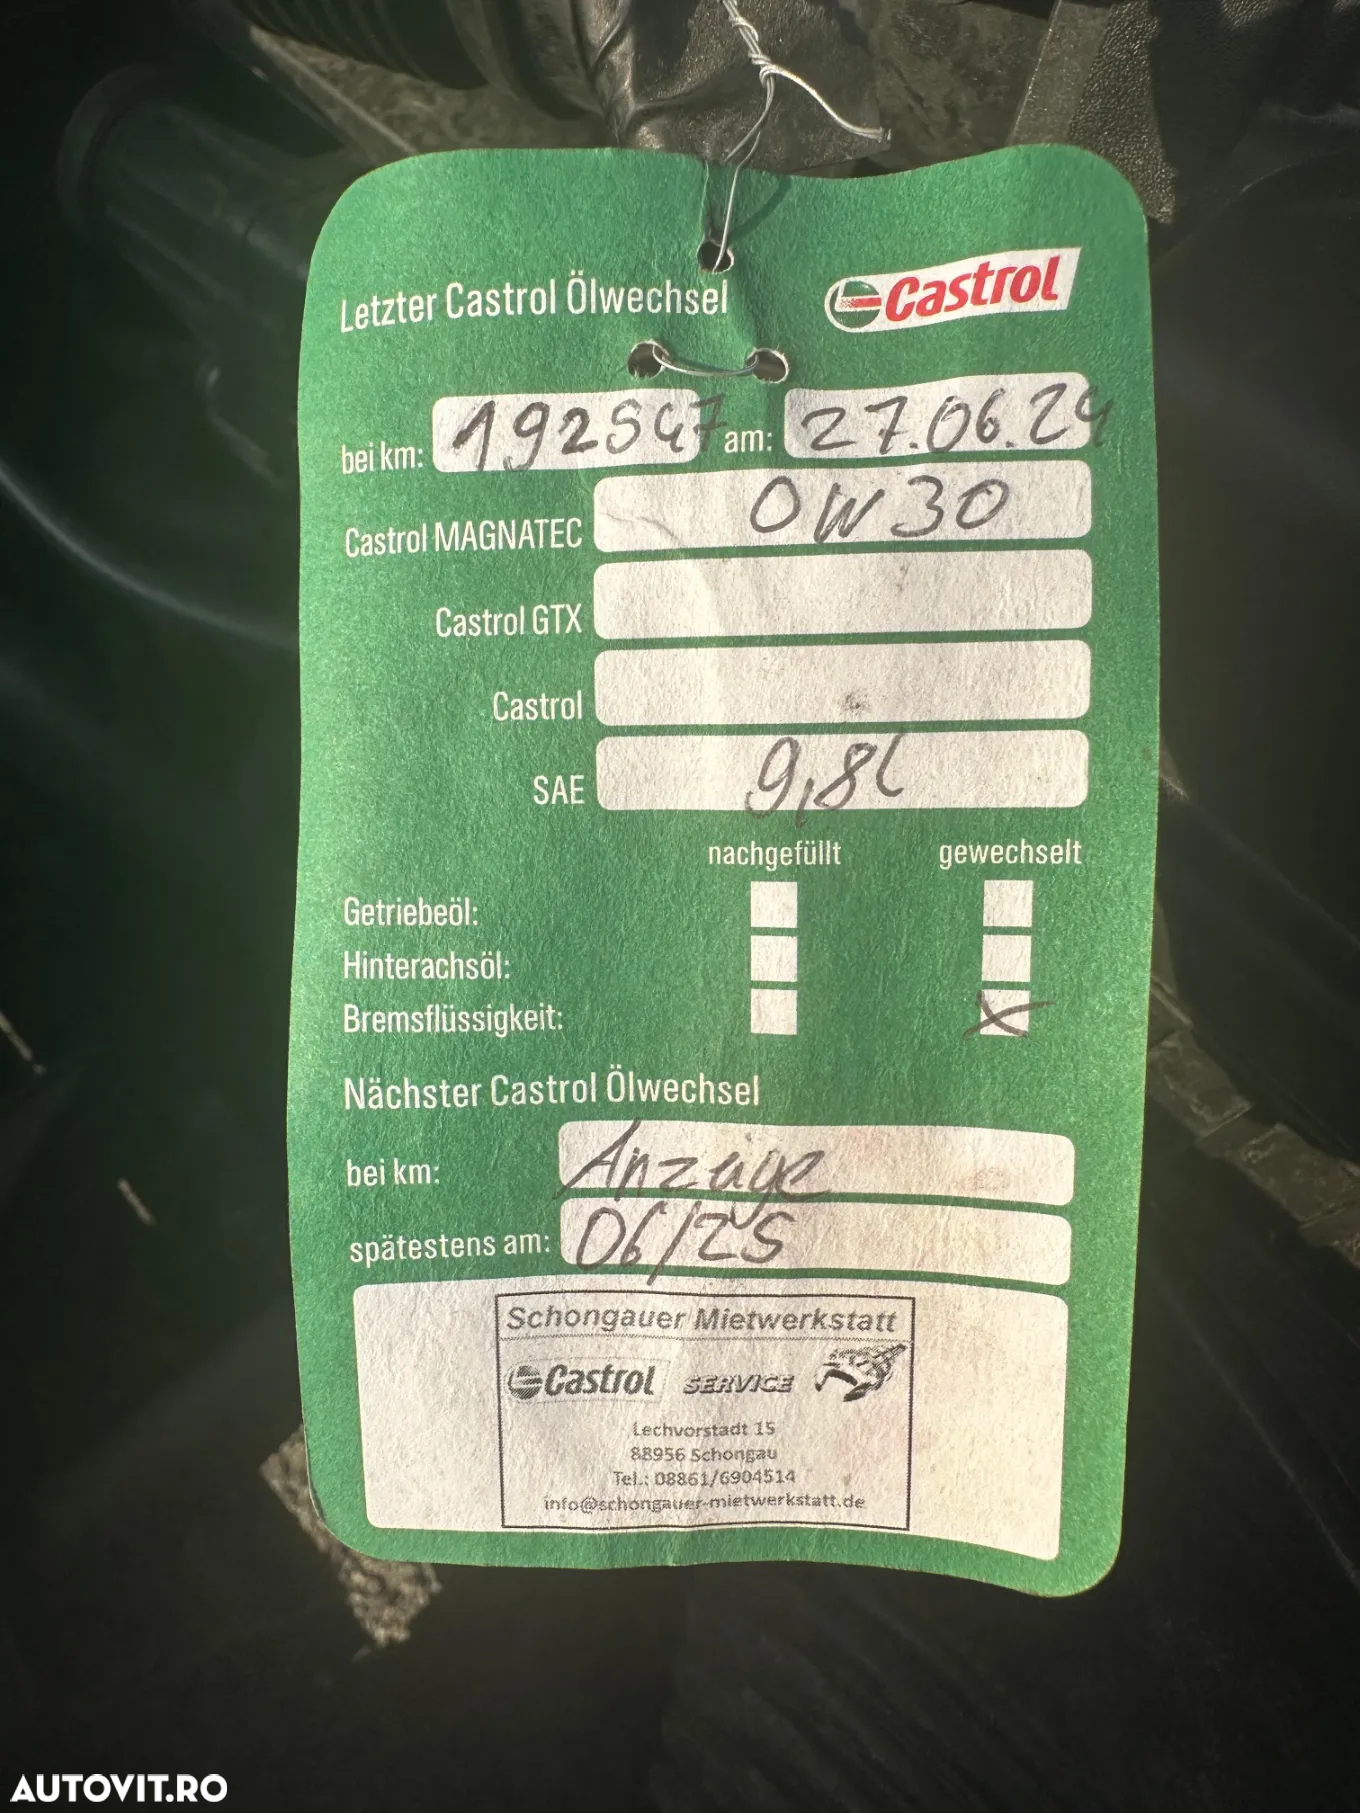 Letzter Castrol Ölwechsel
Castrol
bei km: 192547 am: 27.06.24
Castrol MAGNATEC 0W30
Castrol GTX
Castrol
SAE 9,8l
nachgefüllt gewechselt
Getriebeöl:
Hinterachsöl:
Bremsflüssigkeit: X
Nächster Castrol Ölwechsel
bei km: Anzage
spätestens am: 06/25
Schongauer Mietwerkstatt
Castrol SERVICE
Lechvorstadt 15
88956 Schongau
Tel.: 08861/6904514
info@schongauer-mietwerkstatt.de
AUTOVIT.RO